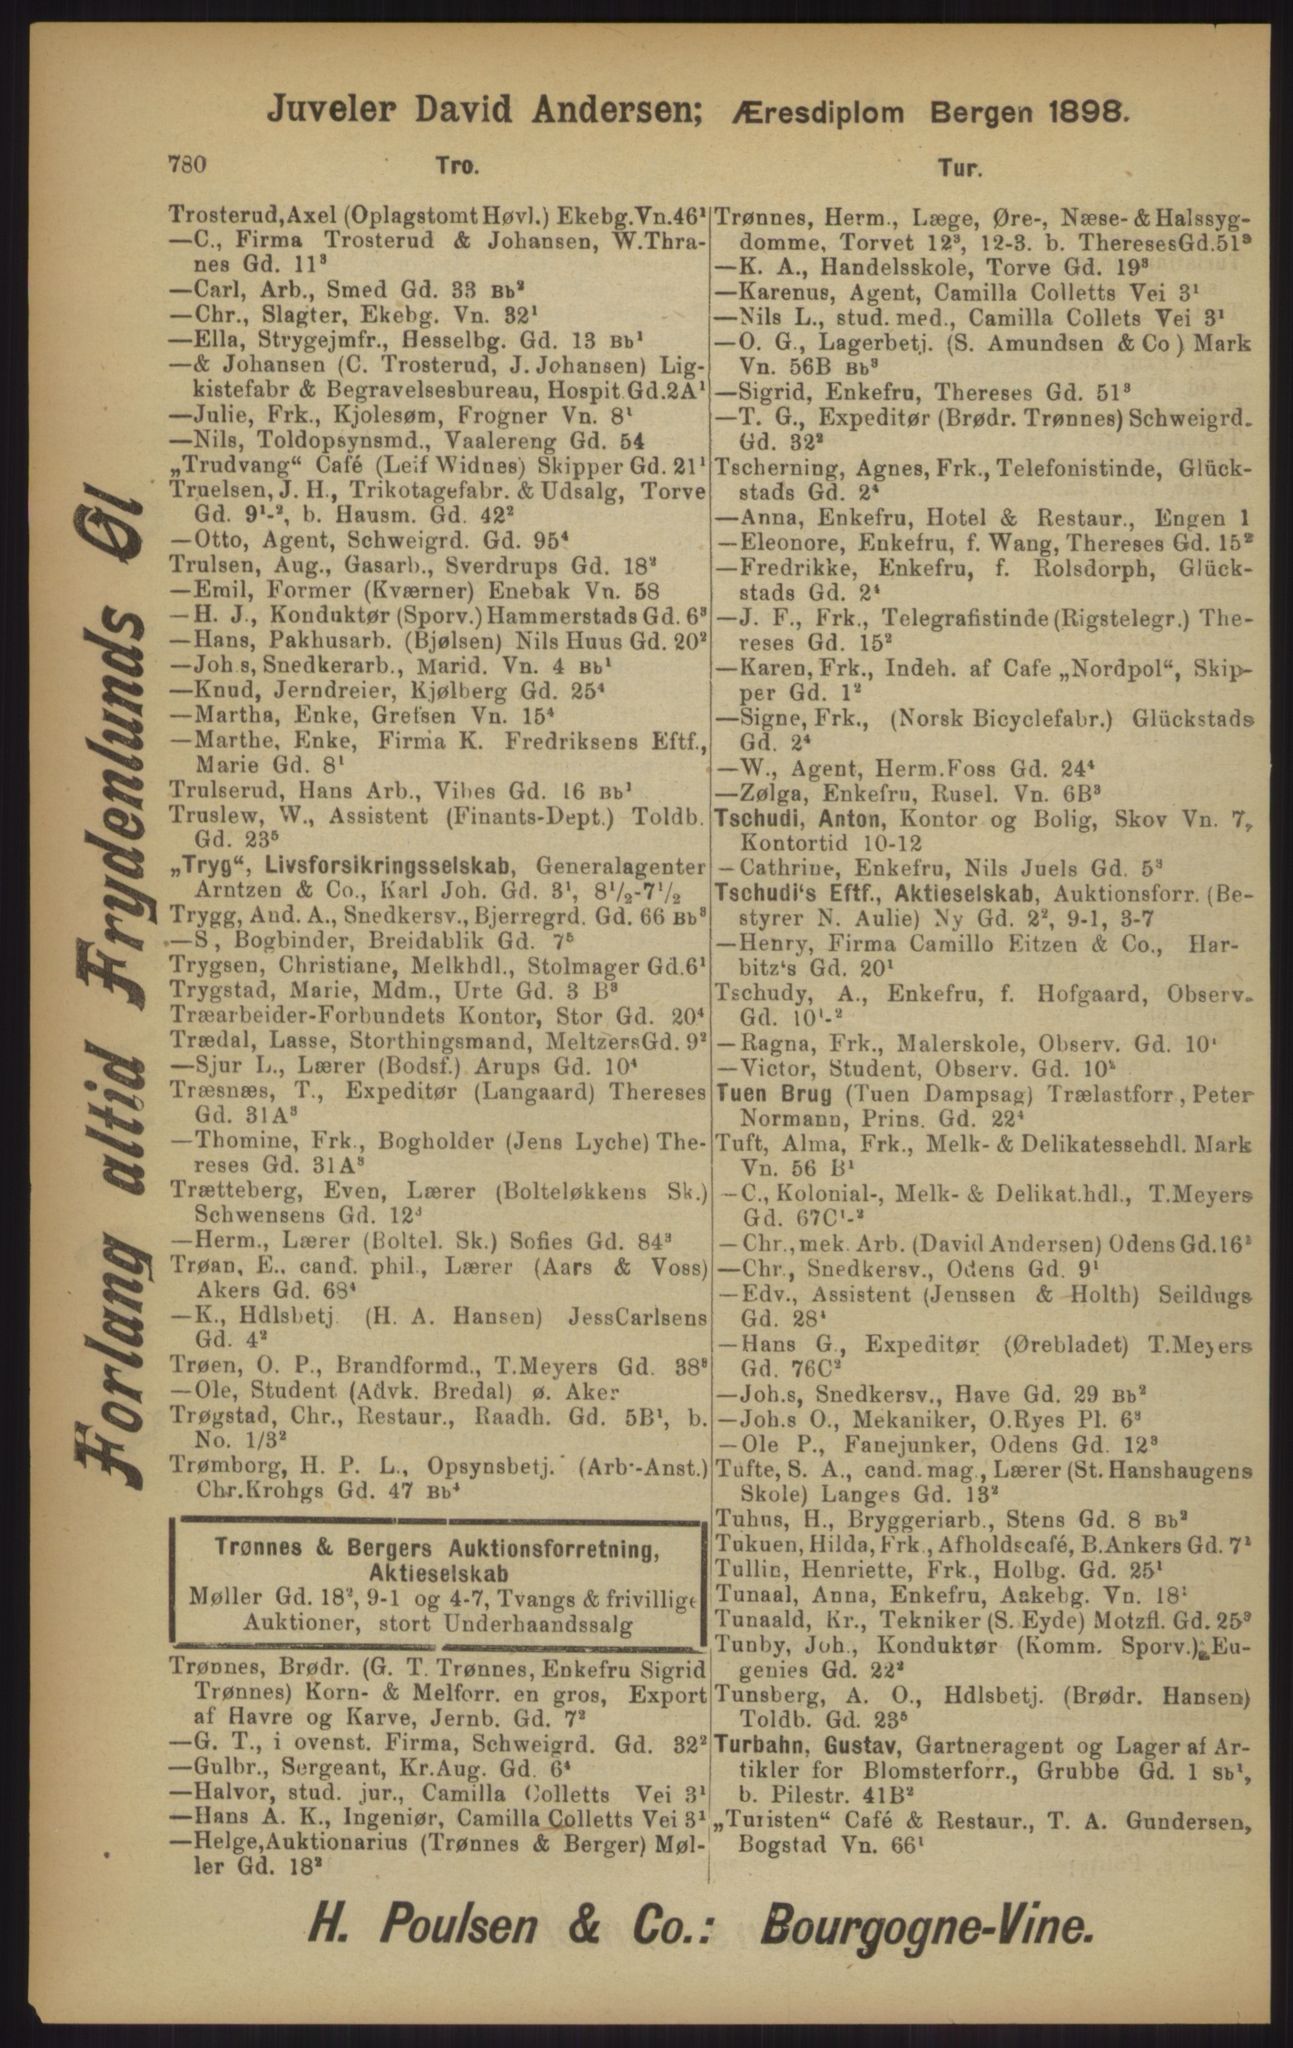 Juveler David Andersen; Æresdiplom Bergen 1898.
780 Tro. Tur.
Forlang altid Frydenlunds Øl
Trosterud, Axel (Oplagstomt Høvl.) Ekebg. Vn. 46¹
—C., Firma Trosterud & Johansen, W. Thra-
nes Gd. 11³
—Carl, Arb., Smed Gd. 33 Bb²
—Chr., Slagter, Ekebg. Vn. 32¹
—Ella, Strygejmfr., Hesselbg. Gd. 13 Bb¹
—& Johansen (C. Trosterud, J. Johansen) Lig-
kistefabr & Begravelsesbureau, Hospit Gd. 2A¹
—Julie, Frk., Kjolesøm, Frogner Vn. 8¹
—Nils, Toldopsynsmd., Vaalereng Gd. 54
„Trudvang“ Café (Leif Widnes) Skipper Gd. 21¹
Truelsen, J. H., Trikotagefabr. & Udsalg, Torve
Gd. 9¹-², b. Hausm. Gd. 42²
—Otto, Agent, Schweigrd. Gd. 95⁴
Trulsen, Aug., Gasarb., Sverdrups Gd. 18²
—Emil, Former (Kværner) Enebak Vn. 58
—H. J., Konduktør (Sporv.) Hammerstads Gd. 6³
—Hans, Pakhusarb. (Bjølsen) Nils Huus Gd. 20²
—Joh.s, Snedkerarb., Marid. Vn. 4 Bb¹
—Knud, Jerndreier, Kjølberg Gd. 25⁴
—Martha, Enke, Grefsen Vn. 15⁴
—Marthe, Enke, Firma K. Fredriksens Eftf.,
Marie Gd. 8¹
Trulserud, Hans Arb., Vibes Gd. 16 Bb¹
Truslew, W., Assistent (Finants-Dept.) Toldb.
Gd. 23⁵
„Tryg“, Livsforsikringsselskab, Generalagenter
Arntzen & Co., Karl Joh. Gd. 3¹, 8½-7½
Trygg, And. A., Snedkersv., Bjerregrd. Gd. 66 Bb³
—S, Bogbinder, Breidablik Gd. 7⁵
Trygsen, Christiane, Melkhdl., Stolmager Gd. 6¹
Trygstad, Marie, Mdm., Urte Gd. 3 B³
Træarbeider-Forbundets Kontor, Stor Gd. 20⁴
Trædal, Lasse, Storthingsmand, Meltzers Gd. 9²
—Sjur L., Lærer (Bodsf.) Arups Gd. 10⁴
Træsnæs, T., Expeditør (Langaard) Thereses
Gd. 31A³
—Thomine, Frk., Bogholder (Jens Lyche) The-
reses Gd. 31A³
Trætteberg, Even, Lærer (Bolteløkkens Sk.)
Schwensens Gd. 12³
—Herm., Lærer (Boltel. Sk.) Sofies Gd. 84³
Trøan, E., cand. phil., Lærer (Aars & Voss)
Akers Gd. 68⁴
—K., Hdlsbetj. (H. A. Hansen) Jess Carlsens
Gd. 4²
Trøen, O. P., Brandformd., T. Meyers Gd. 38³
—Ole, Student (Advk. Bredal) ø. Aker
Trøgstad, Chr., Restaur., Raadh. Gd. 5B¹, b.
No. 1/3²
Trømborg, H. P. L., Opsynsbetj. (Arb.-Anst.)
Chr. Krohgs Gd. 47 Bb⁴
Trønnes & Bergers Auktionsforretning,
Aktieselskab
Møller Gd. 18², 9-1 og 4-7, Tvangs & frivillige
Auktioner, stort Underhaandssalg
Trønnes, Brødr. (G. T. Trønnes, Enkefru Sigrid
Trønnes) Korn- & Melforr. en gros, Export
af Havre og Karve, Jernb. Gd. 7²
—G. T., i ovenst. Firma, Schweigrd. Gd. 32²
—Gulbr., Sergeant, Kr. Aug. Gd. 6⁴
—Halvor, stud. jur., Camilla Colletts Vei 3¹
—Hans A. K., Ingeniør, Camilla Colletts Vei 3¹
—Helge, Auktionarius (Trønnes & Berger) Møl-
ler Gd. 18²
Trønnes, Herm., Læge, Øre-, Næse- & Halssyg-
domme, Torvet 12³, 12-3. b. Thereses Gd. 51³
—K. A., Handelsskole, Torve Gd. 19³
—Karenus, Agent, Camilla Colletts Vei 3¹
—Nils L., stud. med., Camilla Collets Vei 3¹
—O. G., Lagerbetj. (S. Amundsen & Co) Mark
Vn. 56B Bb³
—Sigrid, Enkefru, Thereses Gd. 51³
—T. G., Expeditør (Brødr. Trønnes) Schweigrd.
Gd. 32²
Tscherning, Agnes, Frk., Telefonistinde, Glück-
stads Gd. 2⁴
—Anna, Enkefru, Hotel & Restaur., Engen 1
—Eleonore, Enkefru, f. Wang, Thereses Gd. 15²
—Fredrikke, Enkefru, f. Rolsdorph, Glück-
stads Gd. 2⁴
—J. F., Frk., Telegrafistinde (Rigstelegr.) The-
reses Gd. 15²
—Karen, Frk., Indeh. af Cafe „Nordpol“, Skip-
per Gd. 1²
—Signe, Frk., (Norsk Bicyclefabr.) Glückstads
Gd. 2⁴
—W., Agent, Herm. Foss Gd. 24⁴
—Zølga, Enkefru, Rusel. Vn. 6B³
Tschudi, Anton, Kontor og Bolig, Skov Vn. 7,
Kontortid 10-12
—Cathrine, Enkefru, Nils Juels Gd. 5³
Tschudi's Eftf., Aktieselskab, Auktionsforr. (Be-
styrer N. Aulie) Ny Gd. 2², 9-1, 3-7
—Henry, Firma Camillo Eitzen & Co., Har-
bitz's Gd. 20¹
Tschudy, A., Enkefru, f. Hofgaard, Observ.
Gd. 10¹-²
—Ragna, Frk., Malerskole, Observ. Gd. 10¹
—Victor, Student, Observ. Gd. 10²
Tuen Brug (Tuen Dampsag) Trælastforr, Peter
Normann, Prins. Gd. 22⁴
Tuft, Alma, Frk., Melk- & Delikatessehdl. Mark
Vn. 56 B¹
—C., Kolonial-, Melk- & Delikat.hdl., T. Meyers
Gd. 67C¹-²
—Chr., mek. Arb. (David Andersen) Odens Gd. 16²
—Chr., Snedkersv., Odens Gd. 9¹
—Edv., Assistent (Jenssen & Holth) Seildugs
Gd. 28⁴
—Hans G., Expeditør (Ørebladet) T. Meyers
Gd. 76C²
—Joh.s, Snedkersv., Have Gd. 29 Bb²
—Joh.s O., Mekaniker, O. Ryes Pl. 6³
—Ole P., Fanejunker, Odens Gd. 12³
Tufte, S. A., cand. mag., Lærer (St. Hanshaugens
Skole) Langes Gd. 13²
Tuhus, H., Bryggeriarb., Stens Gd. 8 Bb²
Tukuen, Hilda, Frk., Afholdscafé, B. Ankers Gd. 7¹
Tullin, Henriette, Frk., Holbg. Gd. 25¹
Tunaal, Anna, Enkefru, Aakebg. Vn. 18¹
Tunaald, Kr., Tekniker (S. Eyde) Motzfl. Gd. 25³
Tunby, Joh., Konduktør (Komm. Sporv.), Eu-
genies Gd. 22²
Tunsberg, A. O., Hdlsbetj. (Brødr. Hansen)
Toldb. Gd. 23⁵
Turbahn, Gustav, Gartneragent og Lager af Ar-
tikler for Blomsterforr., Grubbe Gd. 1 Sb¹,
b. Pilestr. 41B²
„Turisten“ Café & Restaur., T. A. Gundersen,
Bogstad Vn. 66¹
H. Poulsen & Co.: Bourgogne-Vine.